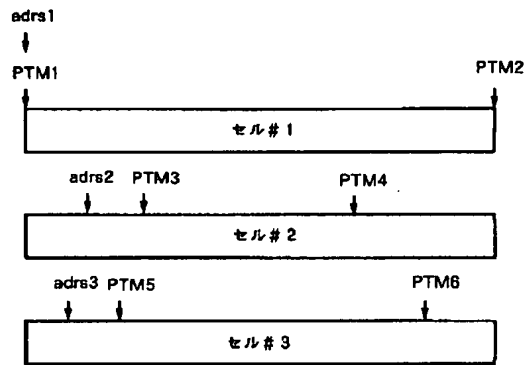 adrs1
PTM1 PTM2
セル#1
adrs2 PTM3 PTM4
セル#2
adrs3 PTM5 PTM6
セル#3